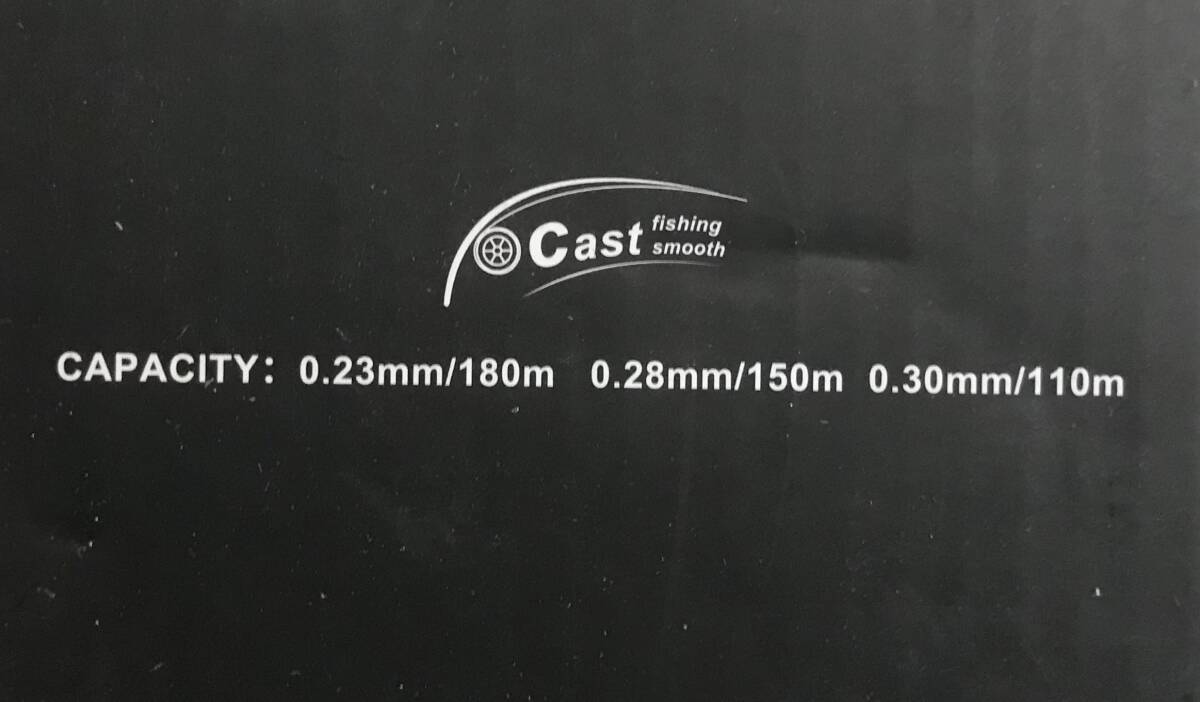 Cast fishing smooth
CAPACITY: 0.23mm/180m 0.28mm/150m 0.30mm/110m